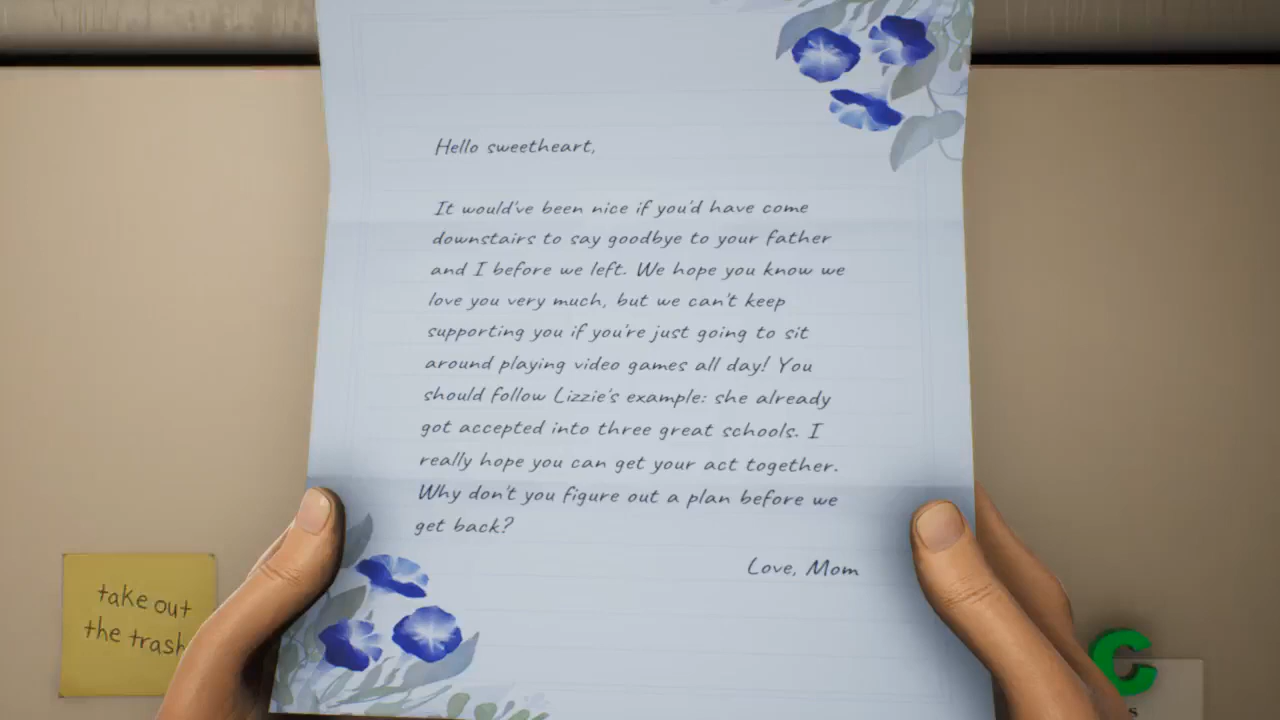 Hello sweetheart,
It would've been nice if you'd have come
downstairs to say goodbye to your father
and I before we left. We hope you know we
love you very much, but we can't keep
supporting you if you're just going to sit
around playing video games all day! You
should follow Lizzie's example: she already
got accepted into three great schools. I
really hope you can get your act together.
Why don't you figure out a plan before we
get back?
Love, Mom
take out
the trash
C